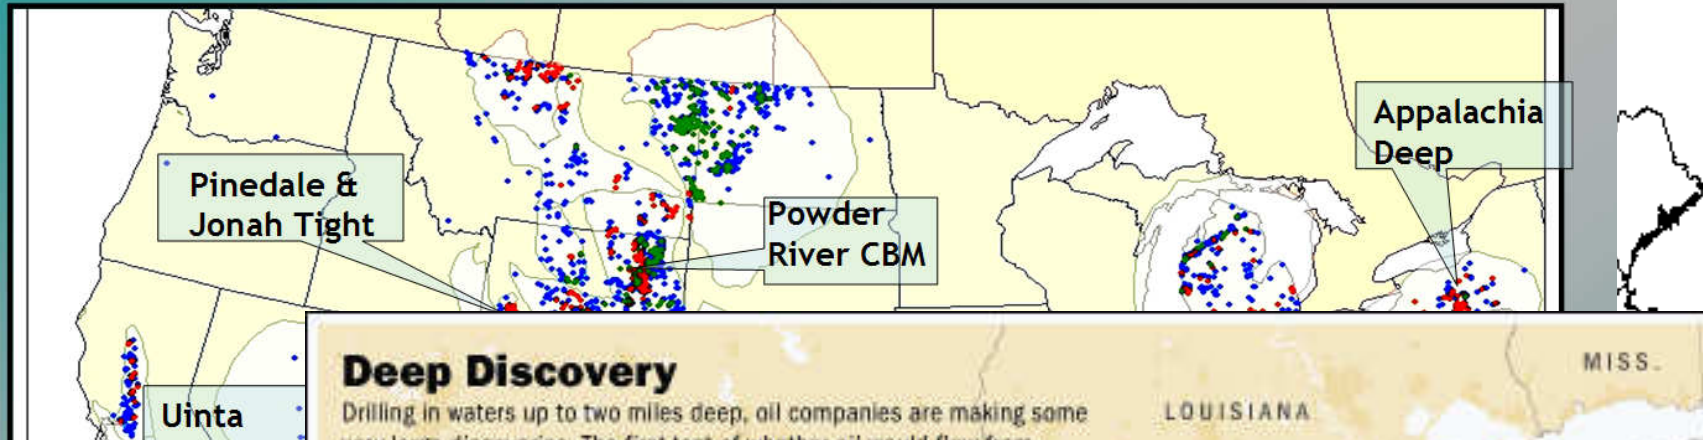 Appalachia
Deep
Pinedale &
Jonah Tight
Powder
River CBM
Uinta
Deep Discovery
Drilling in waters up to two miles deep, oil companies are making some
LOUISIANA
MISS.